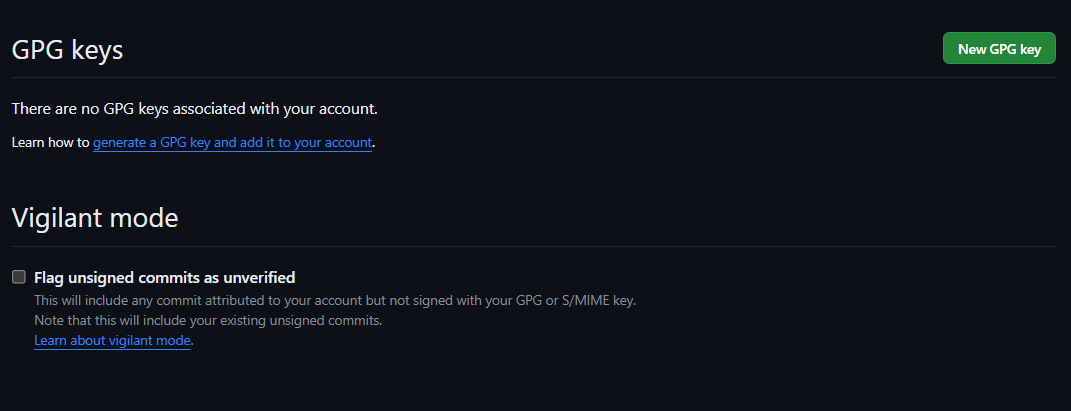 GPG keys
New GPG key
There are no GPG keys associated with your account.
Learn how to generate a GPG key and add it to your account.
Vigilant mode
Flag unsigned commits as unverified
This will include any commit attributed to your account but not signed with your GPG or S/MIME key.
Note that this will include your existing unsigned commits.
Learn about vigilant mode.